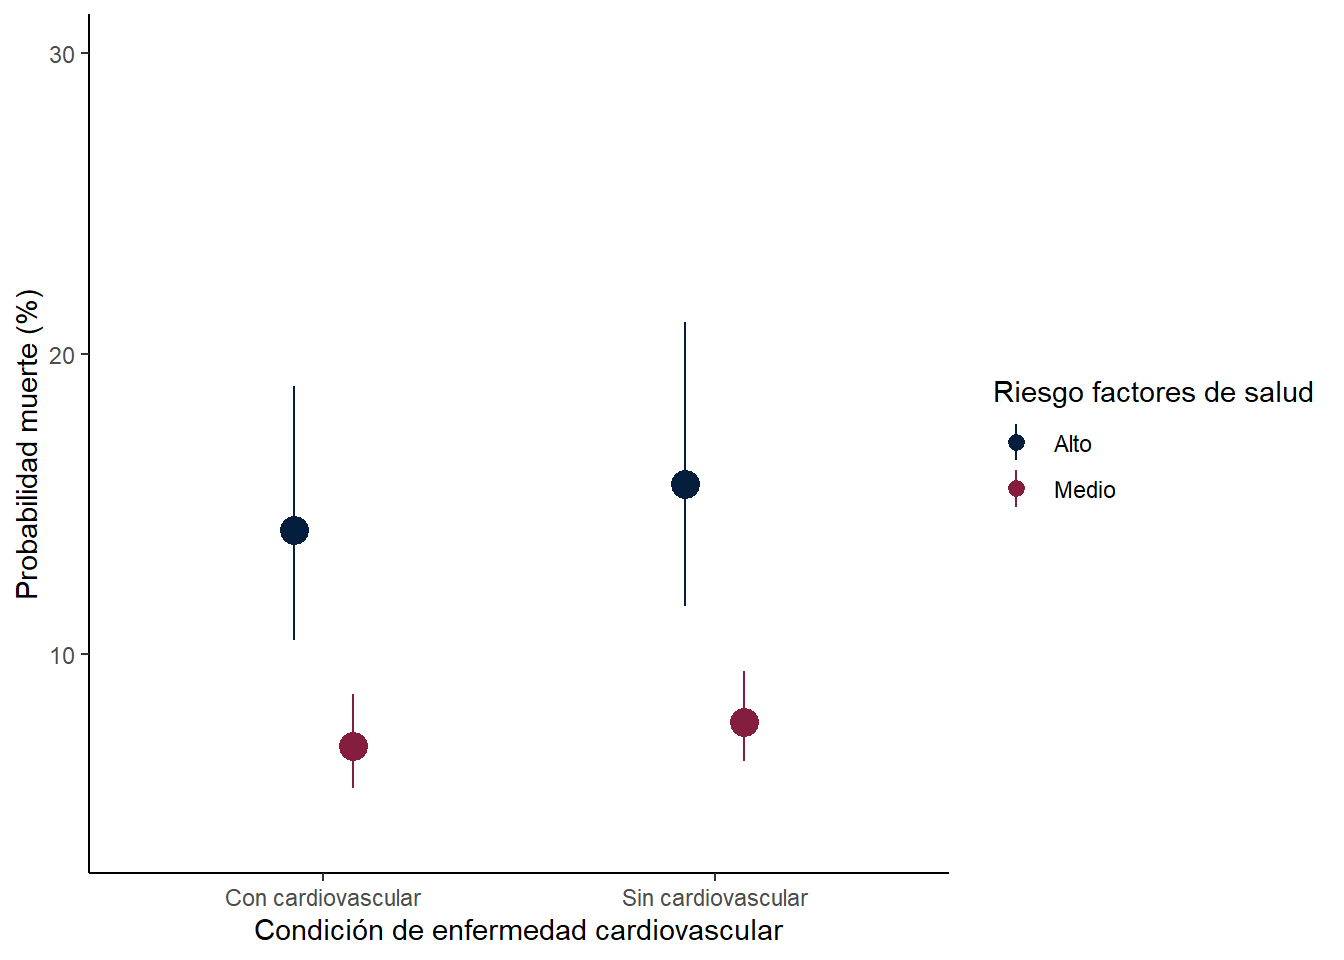 Probabilidad muerte (%)
30
20
10
Con cardiovascular
Sin cardiovascular
Condición de enfermedad cardiovascular
Riesgo factores de salud
Alto
Medio